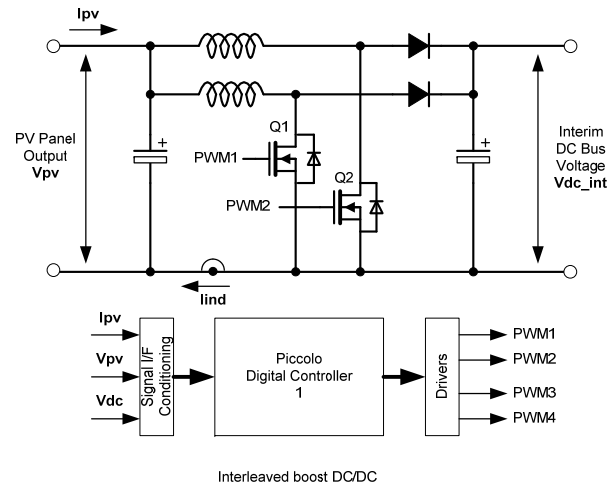 Ipv
+
+
Q1
PV Panel
Output
Vpv
PWM1
Interim
DC Bus
Voltage
Vdc_int
Q2
PWM2
Iind
Ipv
Vpv
Vdc
Signal I/F
Conditioning
Piccolo
Digital Controller
1
Drivers
PWM1
PWM2
PWM3
PWM4
Interleaved boost DC/DC